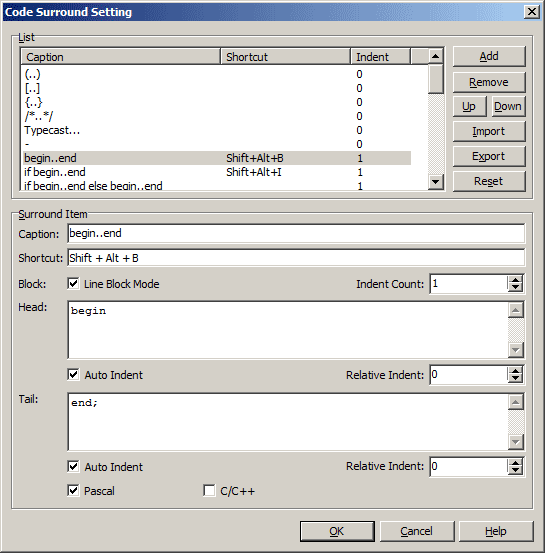 Code Surround Setting
List
Caption Shortcut Indent
(..) 0
[..] 0
{..} 0
/*..*/ 0
Typecast... 0
- 0
begin..end Shift+Alt+B 1
if begin..end Shift+Alt+I 1
if begin..end else begin..end 1
Add
Remove
Up Down
Import
Export
Reset
Surround Item
Caption: begin..end
Shortcut: Shift + Alt + B
Block: Line Block Mode Indent Count: 1
Head: begin
Auto Indent Relative Indent: 0
Tail: end;
Auto Indent Relative Indent: 0
Pascal C/C++
OK Cancel Help